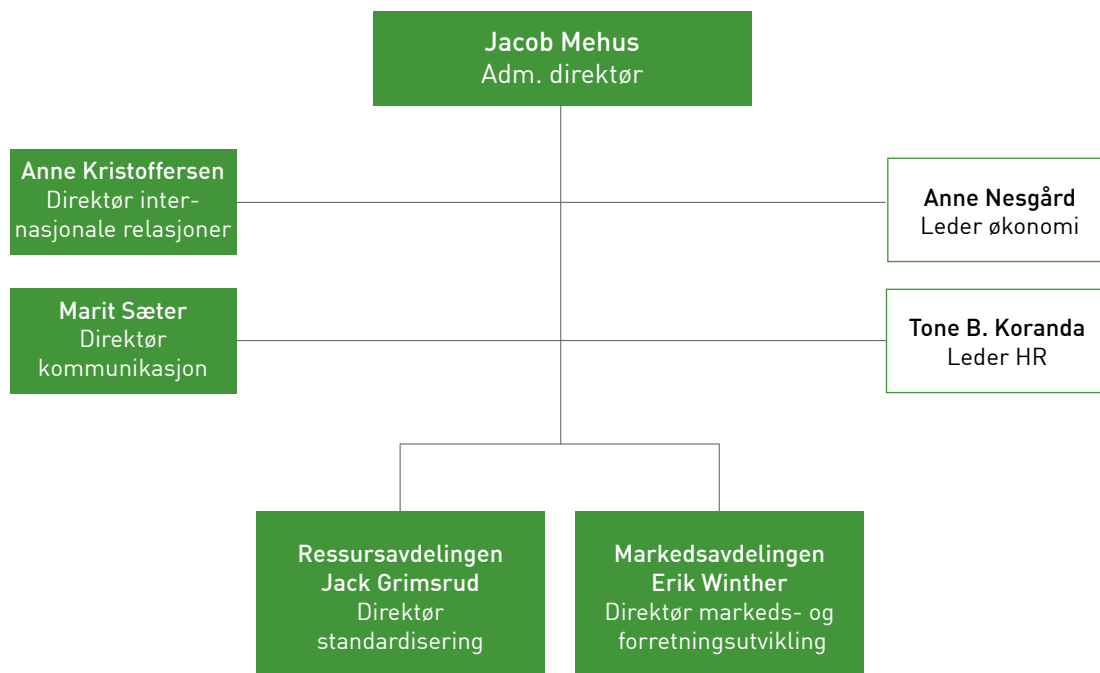 Jacob Mehus
Adm. direktør
Anne Kristoffersen
Direktør inter-
nasjonale relasjoner
Anne Nesgård
Leder økonomi
Marit Sæter
Direktør
kommunikasjon
Tone B. Koranda
Leder HR
Ressursavdelingen
Jack Grimsrud
Direktør
standardisering
Markedsavdelingen
Erik Winther
Direktør markeds- og
forretningsutvikling